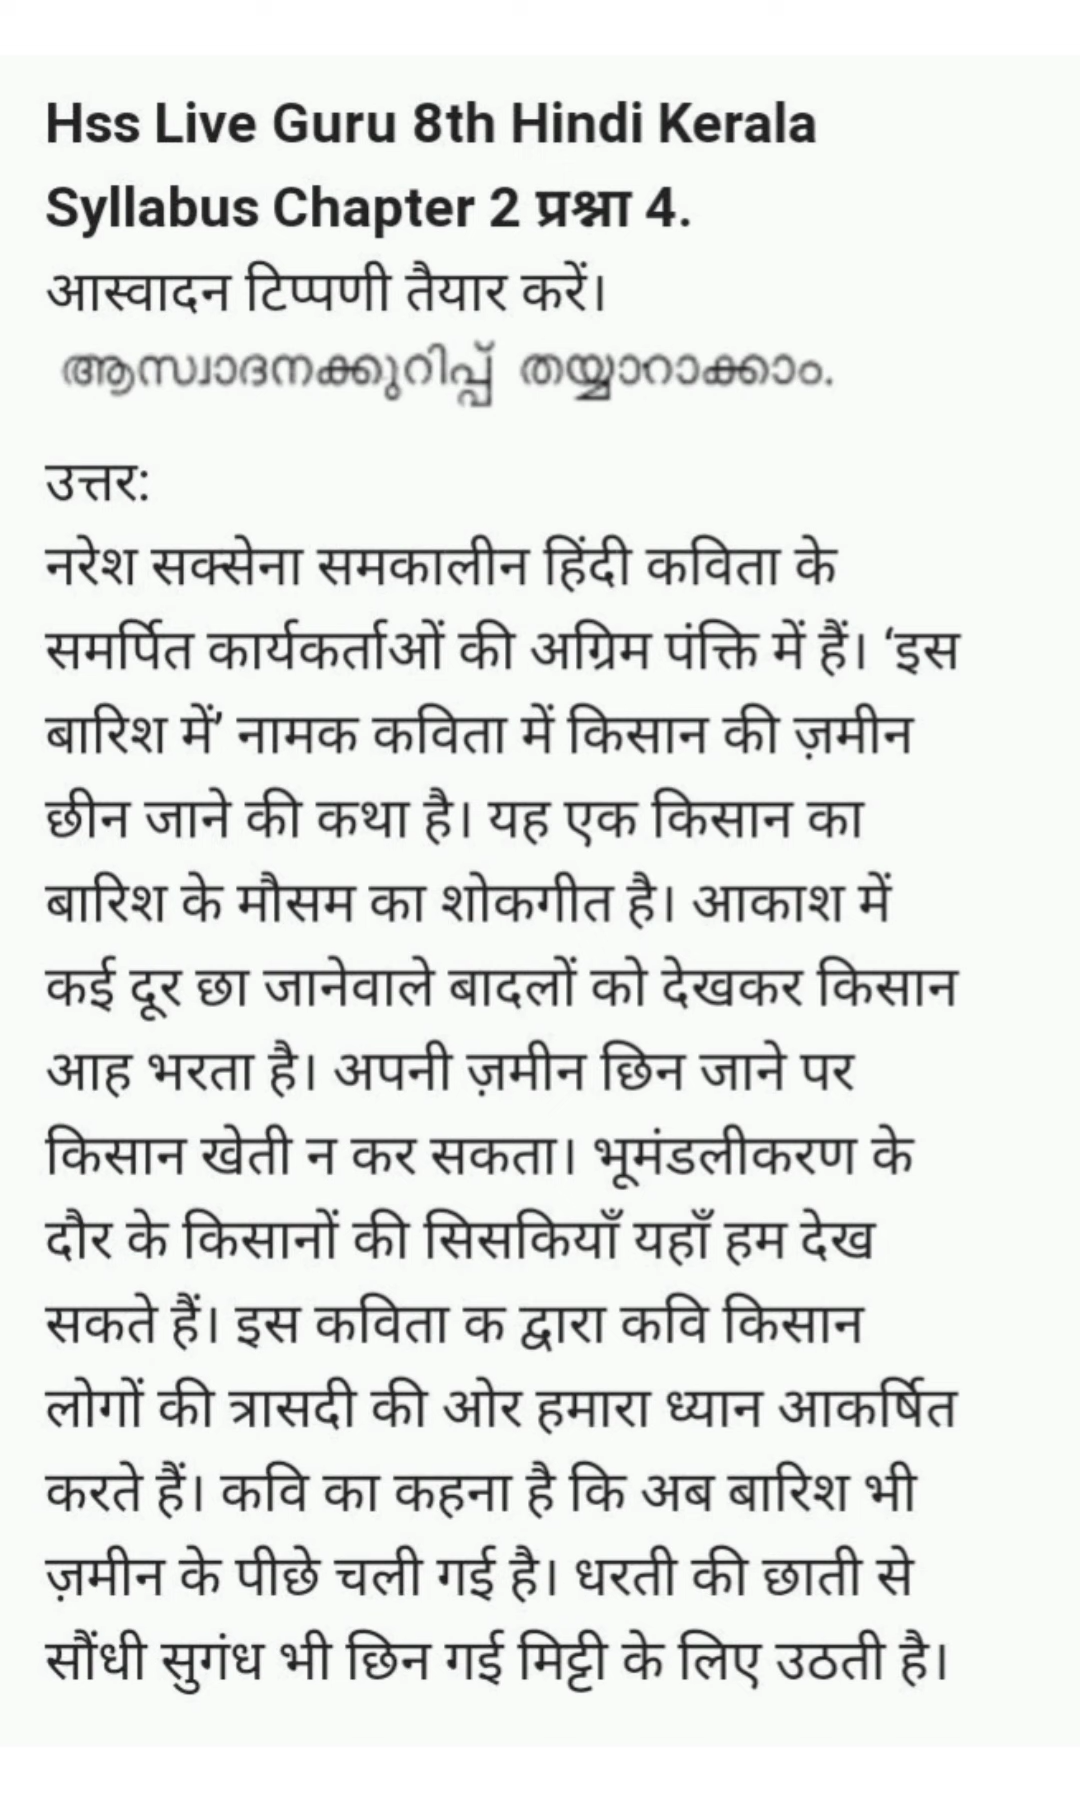 Hss Live Guru 8th Hindi Kerala
Syllabus Chapter 2 प्रश्ना 4.
आस्वादन टिप्पणी तैयार करें।
ആസ്വാദനക്കുറിപ്പ് തയ്യാറാക്കാം.
उत्तर:
नरेश सक्सेना समकालीन हिंदी कविता के
समर्पित कार्यकर्ताओं की अग्रिम पंक्ति में हैं। ‘इस
बारिश में’ नामक कविता में किसान की ज़मीन
छीन जाने की कथा है। यह एक किसान का
बारिश के मौसम का शोकगीत है। आकाश में
कई दूर छा जानेवाले बादलों को देखकर किसान
आह भरता है। अपनी ज़मीन छिन जाने पर
किसान खेती न कर सकता। भूमंडलीकरण के
दौर के किसानों की सिसकियाँ यहाँ हम देख
सकते हैं। इस कविता क द्वारा कवि किसान
लोगों की त्रासदी की ओर हमारा ध्यान आकर्षित
करते हैं। कवि का कहना है कि अब बारिश भी
ज़मीन के पीछे चली गई है। धरती की छाती से
सौंधी सुगंध भी छिन गई मिट्टी के लिए उठती है।